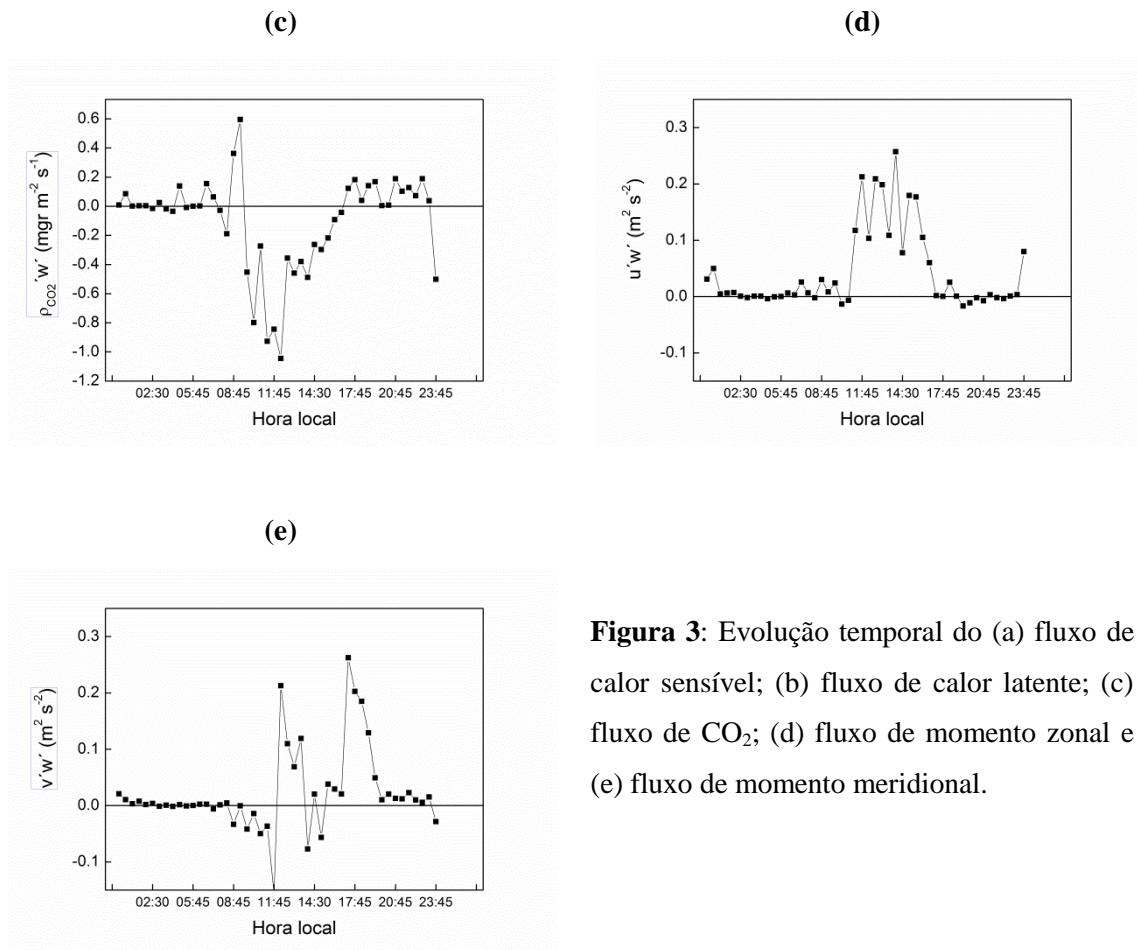 (c)
0.6
0.4
0.2
0.0
-0.2
-0.4
-0.6
-0.8
-1.0
-1.2
ρCO2´w´ (mgr m-2 s-1)
02:30 05:45 08:45 11:45 14:30 17:45 20:45 23:45
Hora local
(d)
0.3
0.2
0.1
0.0
-0.1
u´w´ (m2 s-2)
02:30 05:45 08:45 11:45 14:30 17:45 20:45 23:45
Hora local
(e)
0.3
0.2
0.1
0.0
-0.1
v´w´ (m2 s-2)
02:30 05:45 08:45 11:45 14:30 17:45 20:45 23:45
Hora local
Figura 3: Evolução temporal do (a) fluxo de
calor sensível; (b) fluxo de calor latente; (c)
fluxo de CO2; (d) fluxo de momento zonal e
(e) fluxo de momento meridional.